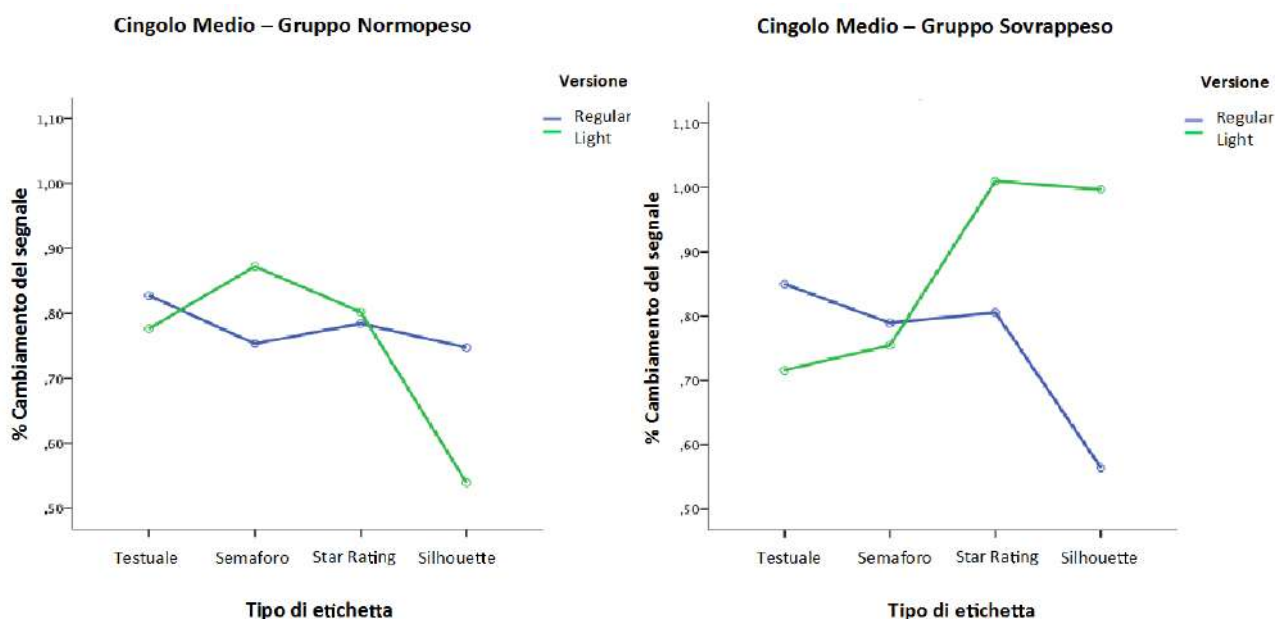 Cingolo Medio – Gruppo Normopeso
Versione
Regular
Light
% Cambiamento del segnale
1,10
1,00
,90
,80
,70
,60
,50
Testuale Semaforo Star Rating Silhouette
Tipo di etichetta
Cingolo Medio – Gruppo Sovrappeso
Versione
Regular
Light
% Cambiamento del segnale
1,10
1,00
,90
,80
,70
,60
,50
Testuale Semaforo Star Rating Silhouette
Tipo di etichetta